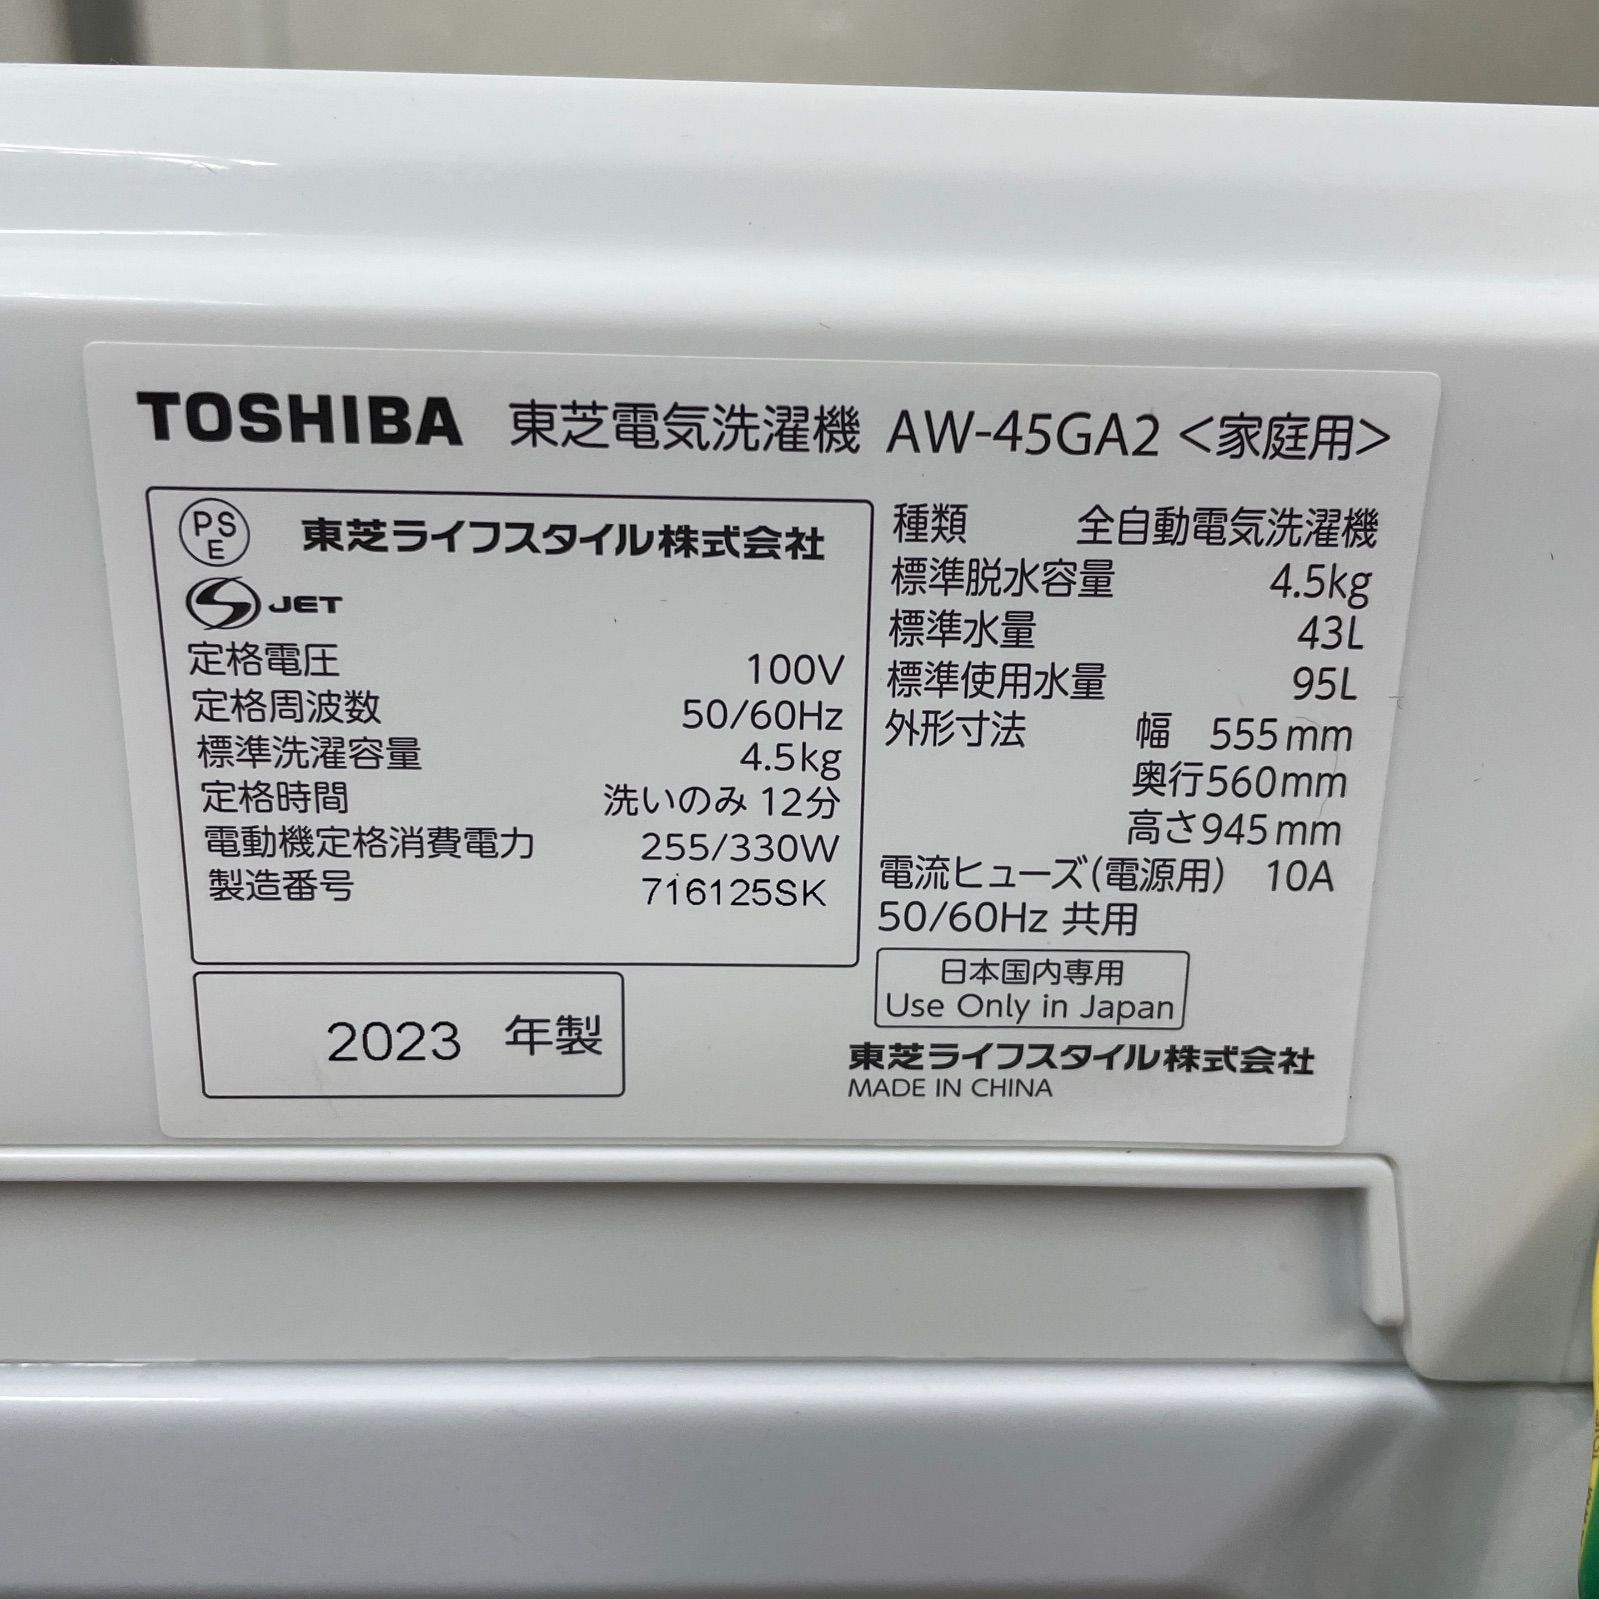 TOSHIBA 東芝電気洗濯機 AW-45GA2 <家庭用>
PSE 東芝ライフスタイル株式会社
S JET
定格電圧 100V
定格周波数 50/60Hz
標準洗濯容量 4.5kg
定格時間 洗いのみ 12分
電動機定格消費電力 255/330W
製造番号 716125SK
2023 年製
種類 全自動電気洗濯機
標準脱水容量 4.5kg
標準水量 43L
標準使用水量 95L
外形寸法 幅 555mm
奥行560mm
高さ945mm
電流ヒューズ(電源用) 10A
50/60Hz 共用
日本国内専用
Use Only in Japan
東芝ライフスタイル株式会社
MADE IN CHINA